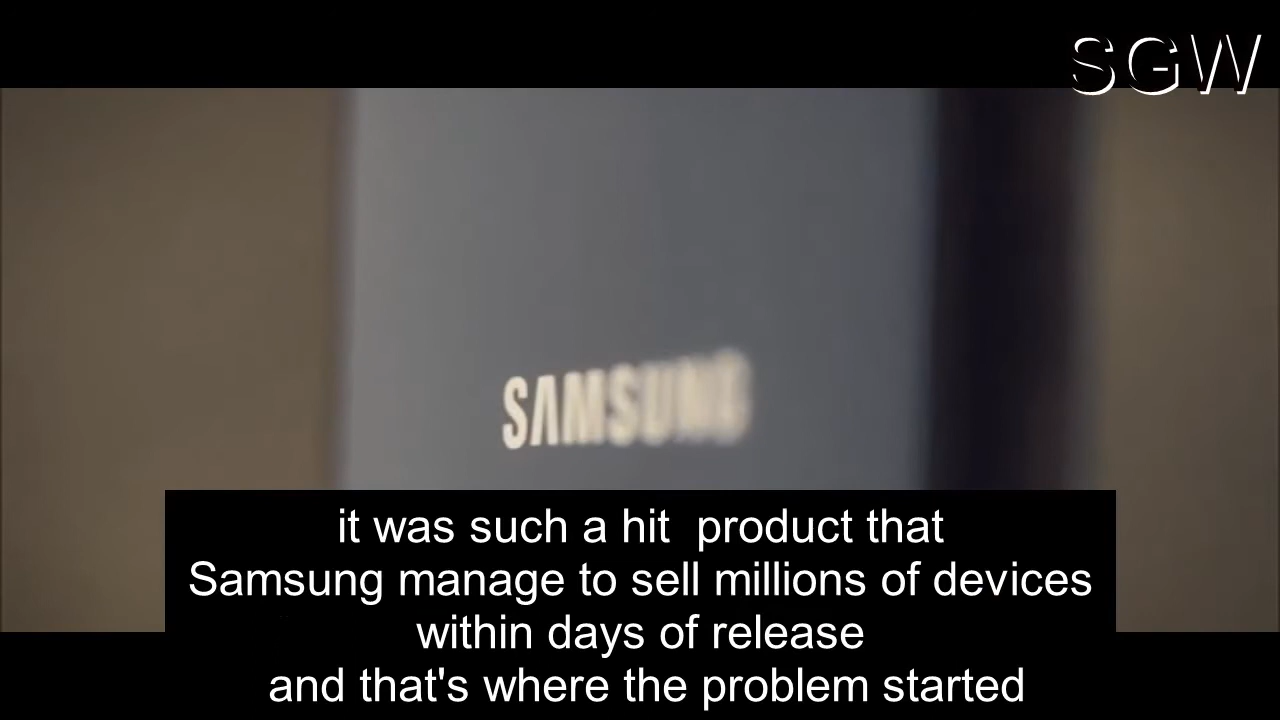 SGW
SAMSUNG
it was such a hit  product that
Samsung manage to sell millions of devices
within days of release
and that's where the problem started